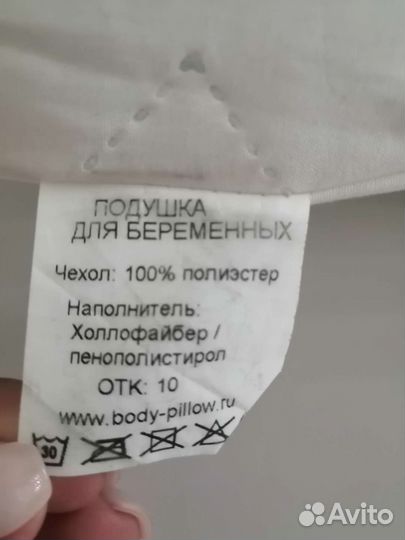 ПОДУШКА
ДЛЯ БЕРЕМЕННЫХ
Чехол: 100% полиэстер
Наполнитель:
Холлофайбер /
пенополистирол
ОТК: 10
www.body-pillow.ru
30
Avito